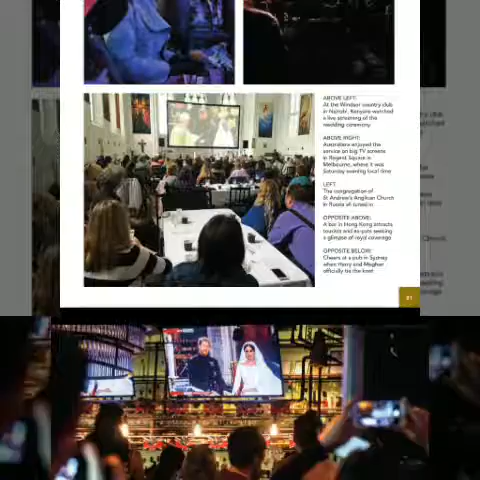 ABOVE LEFT:
At the Windsor country club
in Nairobi, Kenyans watched
a live streaming of the
wedding ceremony
ABOVE RIGHT:
Australians enjoyed the
service on big TV screens
in Regent Square in
Melbourne, where it was
Saturday evening local time
LEFT:
The congregation of
St Andrew's Anglican Church
in Russia all tuned in
OPPOSITE ABOVE:
A bar in Hong Kong attracts
tourists and ex-pats seeking
a glimpse of royal coverage
OPPOSITE BELOW:
Cheers at a pub in Sydney
when Harry and Meghan
officially tie the knot
81